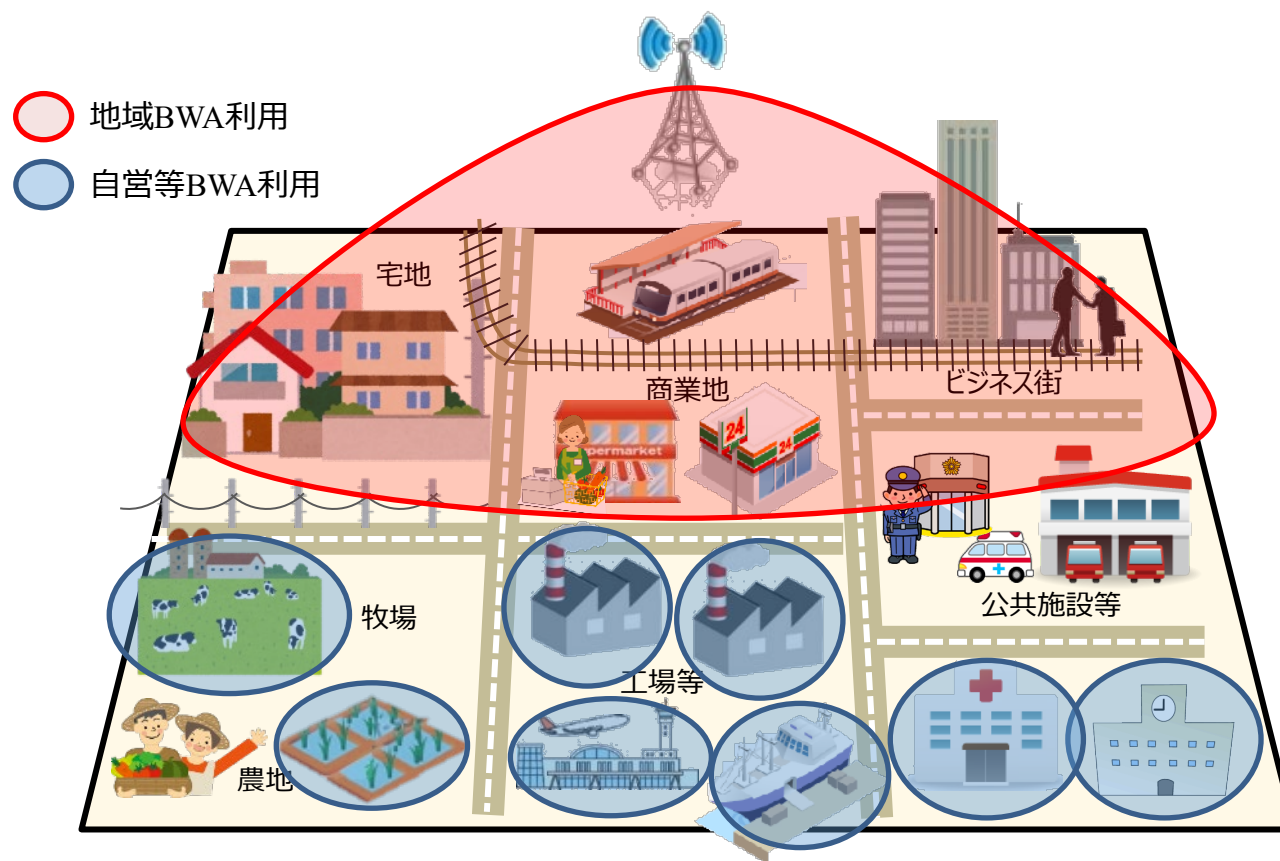 地域BWA利用
自営等BWA利用
宅地
商業地
ビジネス街
24
24
permarket
牧場
公共施設等
工場等
農地